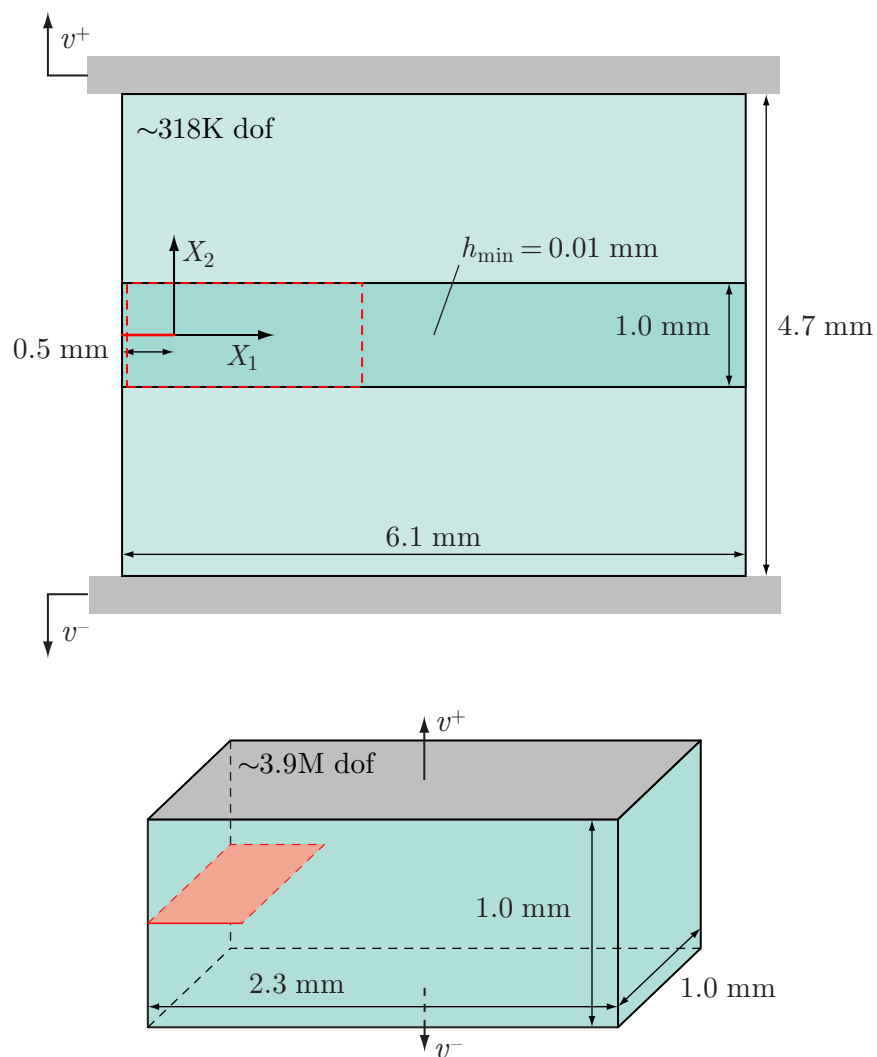 v⁺
~318K dof
X₂
h_min = 0.01 mm
1.0 mm
4.7 mm
0.5 mm
X₁
6.1 mm
v⁻
v⁺
~3.9M dof
1.0 mm
2.3 mm
1.0 mm
v⁻